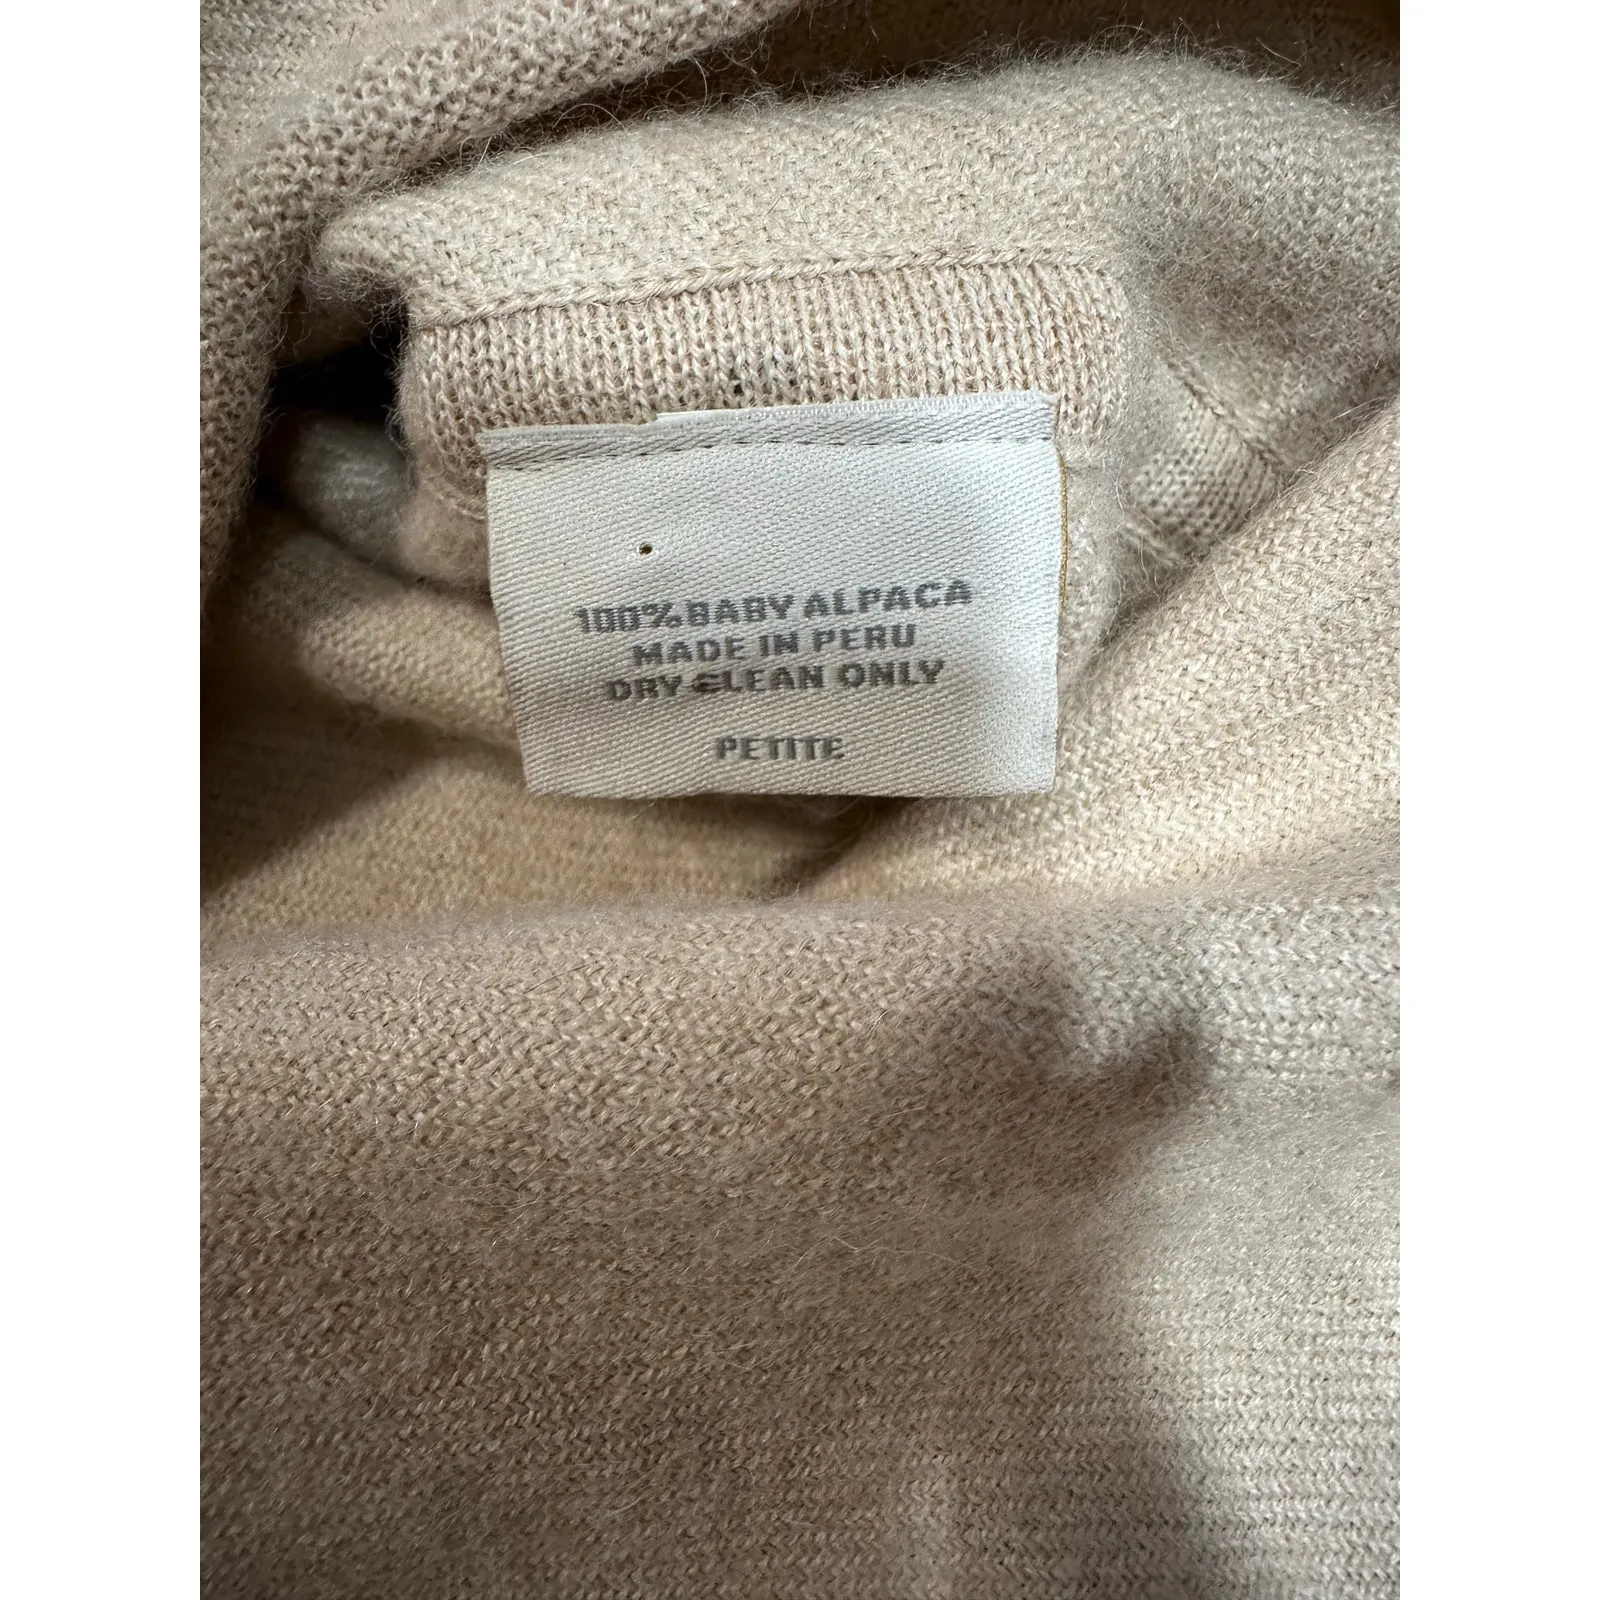 100% BABY ALPACA
MADE IN PERU
DRY CLEAN ONLY
PETITE